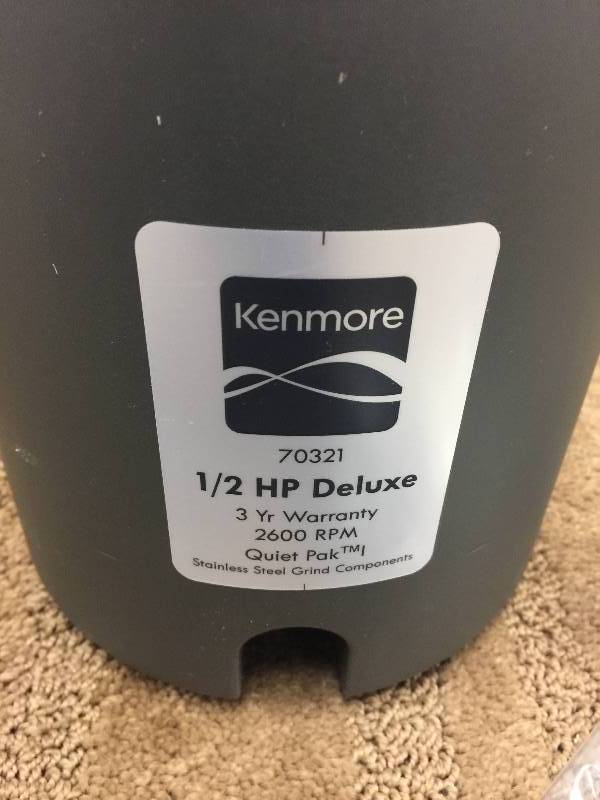 Kenmore
70321
1/2 HP Deluxe
3 Yr Warranty
2600 RPM
Quiet Pak™I
Stainless Steel Grind Components